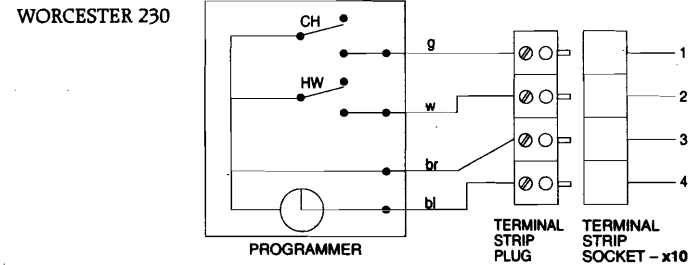 WORCESTER 230
CH
g
1
HW
w
2
br
3
bl
4
PROGRAMMER
TERMINAL
STRIP
PLUG
TERMINAL
STRIP
SOCKET – x10